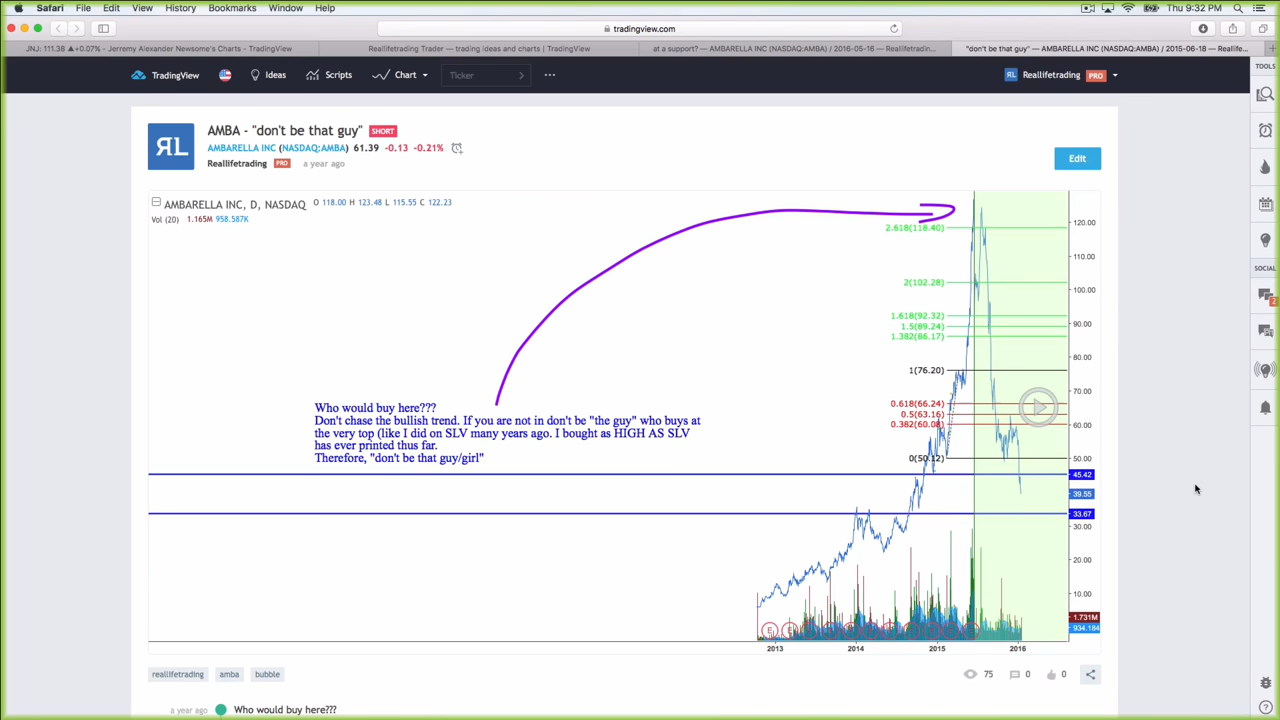 Safari File Edit View History Bookmarks Window Help Thu 9:32 PM
tradingview.com
JNJ: 111.38 ▲+0.07% - Jeremy Alexander Newsome's Charts - TradingView
Reallifetrading Trader — trading ideas and charts | TradingView
at a support? — AMBARELLA INC (NASDAQ:AMBA) / 2016-05-16 — Reallifetradin...
"don't be that guy" — AMBARELLA INC (NASDAQ:AMBA) / 2015-06-18 — Reallife...
TradingView Ideas Scripts Chart Ticker ... RL Reallifetrading PRO
TOOLS
ЯL
AMBA - "don't be that guy" SHORT
AMBARELLA INC (NASDAQ:AMBA) 61.39 -0.13 -0.21%
Reallifetrading PRO a year ago
Edit
AMBARELLA INC, D, NASDAQ O 118.00 H 123.48 L 115.55 C 122.23
Vol (20) 1.165M 958.587K
2.618(118.40)
2(102.28)
1.618(92.32)
1.5(89.24)
1.382(86.17)
1(76.20)
0.618(66.24)
0.5(63.16)
0.382(60.08)
0(50.12)
Who would buy here???
Don't chase the bullish trend. If you are not in don't be "the guy" who buys at
the very top (like I did on SLV many years ago. I bought as HIGH AS SLV
has ever printed thus far.
Therefore, "don't be that guy/girl"
120.00
110.00
100.00
90.00
80.00
70.00
60.00
50.00
45.42
39.55
33.67
30.00
20.00
10.00
1.731M
934.184
2013 2014 2015 2016
SOCIAL
2
reallifetrading amba bubble
75 0 0
a year ago Who would buy here???